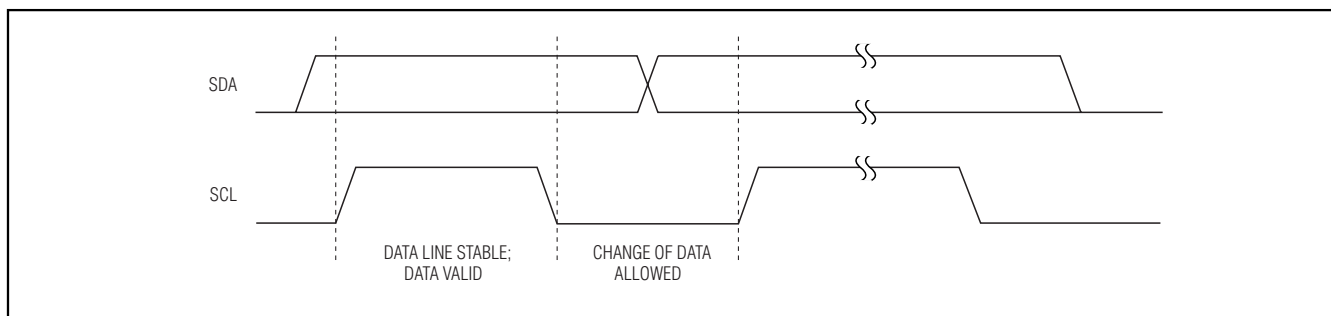 SDA
SCL
DATA LINE STABLE;
DATA VALID
CHANGE OF DATA
ALLOWED